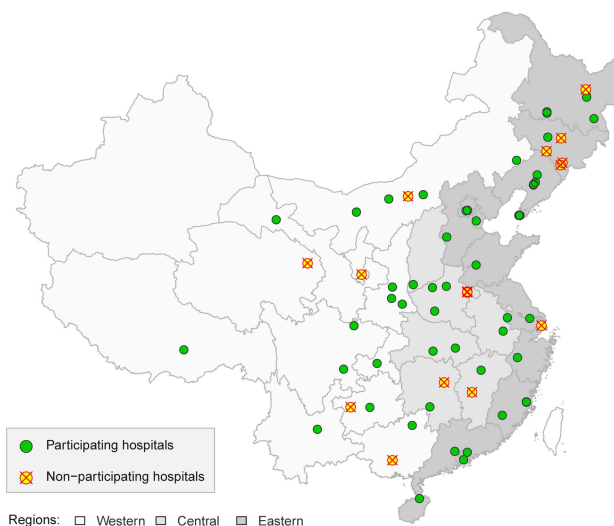 Participating hospitals
Non−participating hospitals
Regions: Western Central Eastern